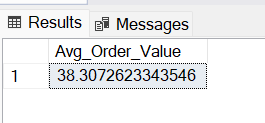 Results Messages
Avg_Order_Value
1 38.3072623343546